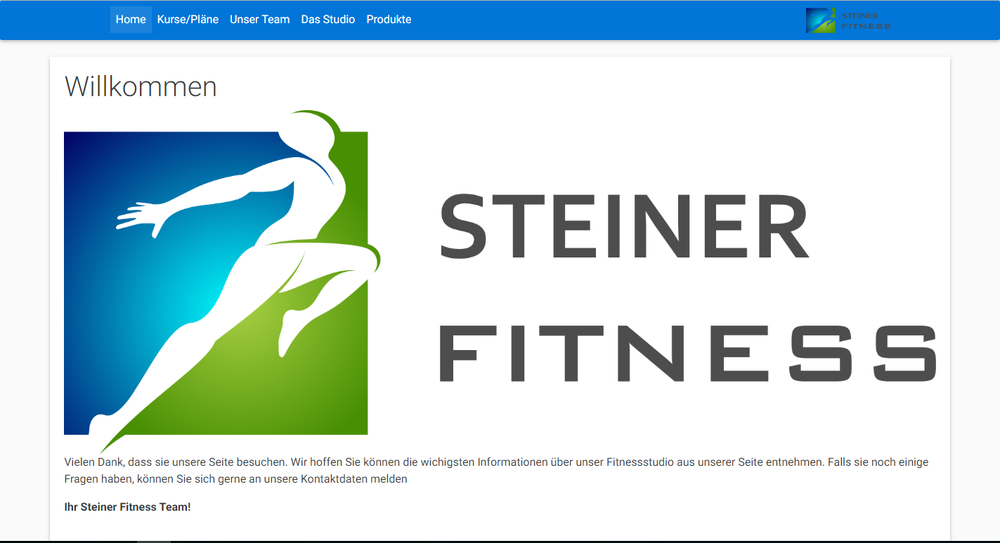 Home Kurse/Pläne Unser Team Das Studio Produkte
STEINER
FITNESS
Willkommen
STEINER
FITNESS
Vielen Dank, dass sie unsere Seite besuchen. Wir hoffen Sie können die wichigsten Informationen über unser Fitnessstudio aus unserer Seite entnehmen. Falls sie noch einige
Fragen haben, können Sie sich gerne an unsere Kontaktdaten melden
Ihr Steiner Fitness Team!